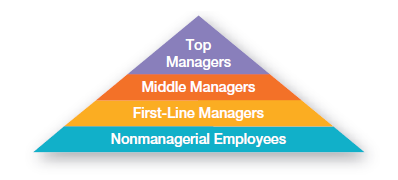 Top
Managers
Middle Managers
First-Line Managers
Nonmanagerial Employees